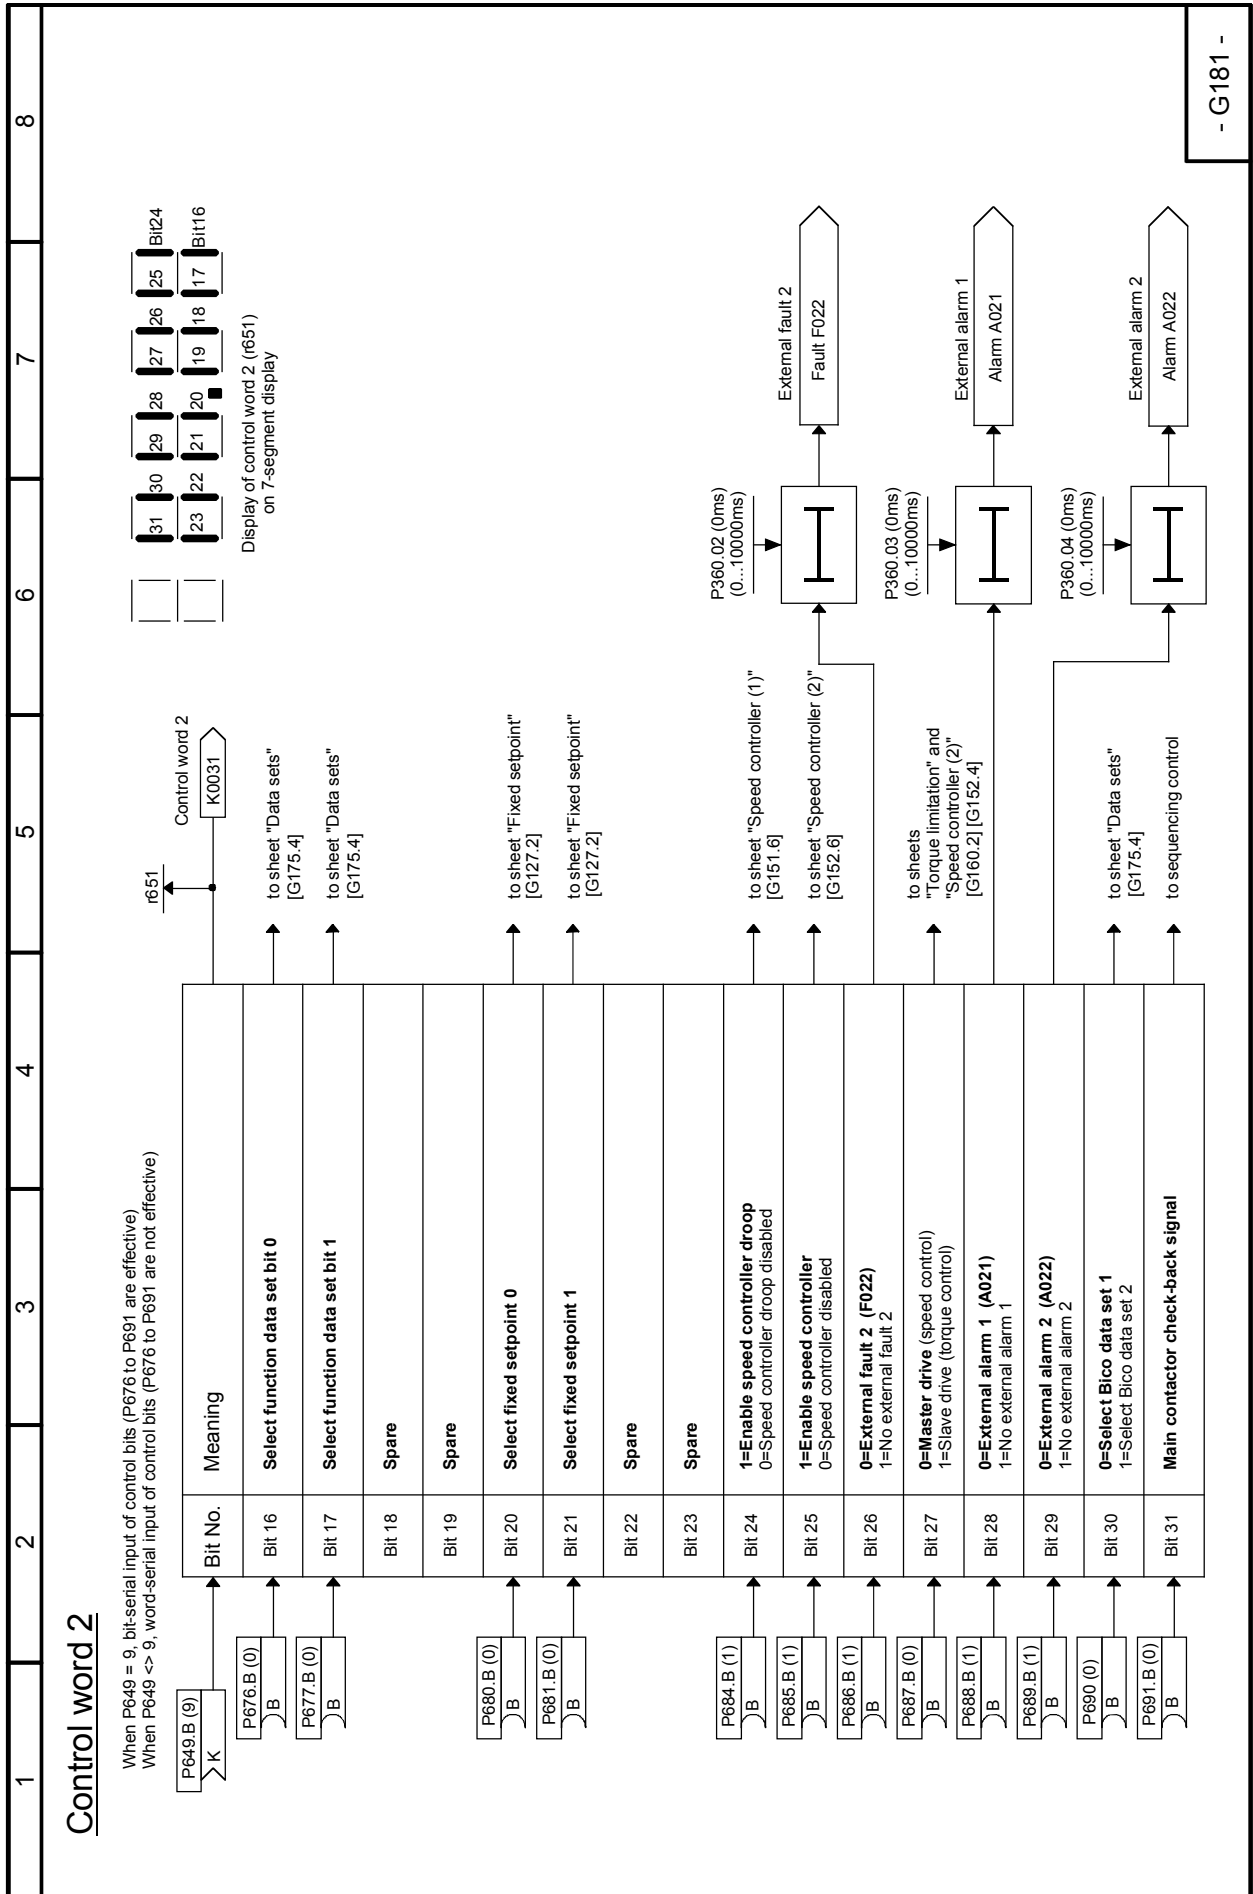 1
2
3
4
5
6
7
8
Control word 2
When P649 = 9, bit-serial input of control bits (P676 to P691 are effective)
When P649 <> 9, word-serial input of control bits (P676 to P691 are not effective)
31 30 29 28 27 26 25 Bit24
23 22 21 20 19 18 17 Bit16
Display of control word 2 (r651)
on 7-segment display
r651
Control word 2
K0031
P649.B (9)
K
Bit No. Meaning
P676.B (0)
B
Bit 16 Select function data set bit 0
to sheet "Data sets"
[G175.4]
P677.B (0)
B
Bit 17 Select function data set bit 1
to sheet "Data sets"
[G175.4]
Bit 18 Spare
Bit 19 Spare
P680.B (0)
B
Bit 20 Select fixed setpoint 0
to sheet "Fixed setpoint"
[G127.2]
P681.B (0)
B
Bit 21 Select fixed setpoint 1
to sheet "Fixed setpoint"
[G127.2]
Bit 22 Spare
Bit 23 Spare
P684.B (1)
B
Bit 24 1=Enable speed controller droop
0=Speed controller droop disabled
to sheet "Speed controller (1)"
[G151.6]
P685.B (1)
B
Bit 25 1=Enable speed controller
0=Speed controller disabled
to sheet "Speed controller (2)"
[G152.6]
P686.B (1)
B
Bit 26 0=External fault 2 (F022)
1=No external fault 2
P360.02 (0ms)
(0...10000ms)
External fault 2
Fault F022
P687.B (0)
B
Bit 27 0=Master drive (speed control)
1=Slave drive (torque control)
to sheets
"Torque limitation" and
"Speed controller (2)"
[G160.2] [G152.4]
P688.B (1)
B
Bit 28 0=External alarm 1 (A021)
1=No external alarm 1
P360.03 (0ms)
(0...10000ms)
External alarm 1
Alarm A021
P689.B (1)
B
Bit 29 0=External alarm 2 (A022)
1=No external alarm 2
P360.04 (0ms)
(0...10000ms)
External alarm 2
Alarm A022
P690 (0)
B
Bit 30 0=Select Bico data set 1
1=Select Bico data set 2
to sheet "Data sets"
[G175.4]
P691.B (0)
B
Bit 31 Main contactor check-back signal
to sequencing control
- G181 -